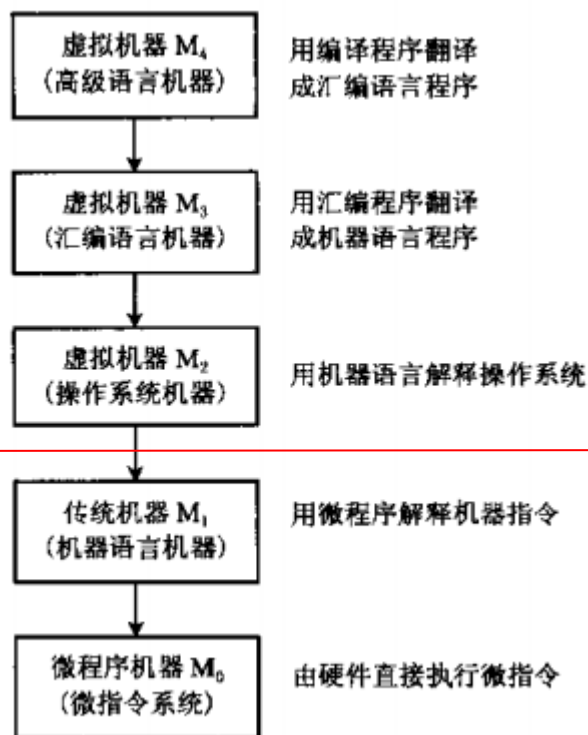 虚拟机器 M₄
(高级语言机器)
用编译程序翻译
成汇编语言程序
虚拟机器 M₃
(汇编语言机器)
用汇编程序翻译
成机器语言程序
虚拟机器 M₂
(操作系统机器)
用机器语言解释操作系统
传统机器 M₁
(机器语言机器)
用微程序解释机器指令
微程序机器 M₀
(微指令系统)
由硬件直接执行微指令